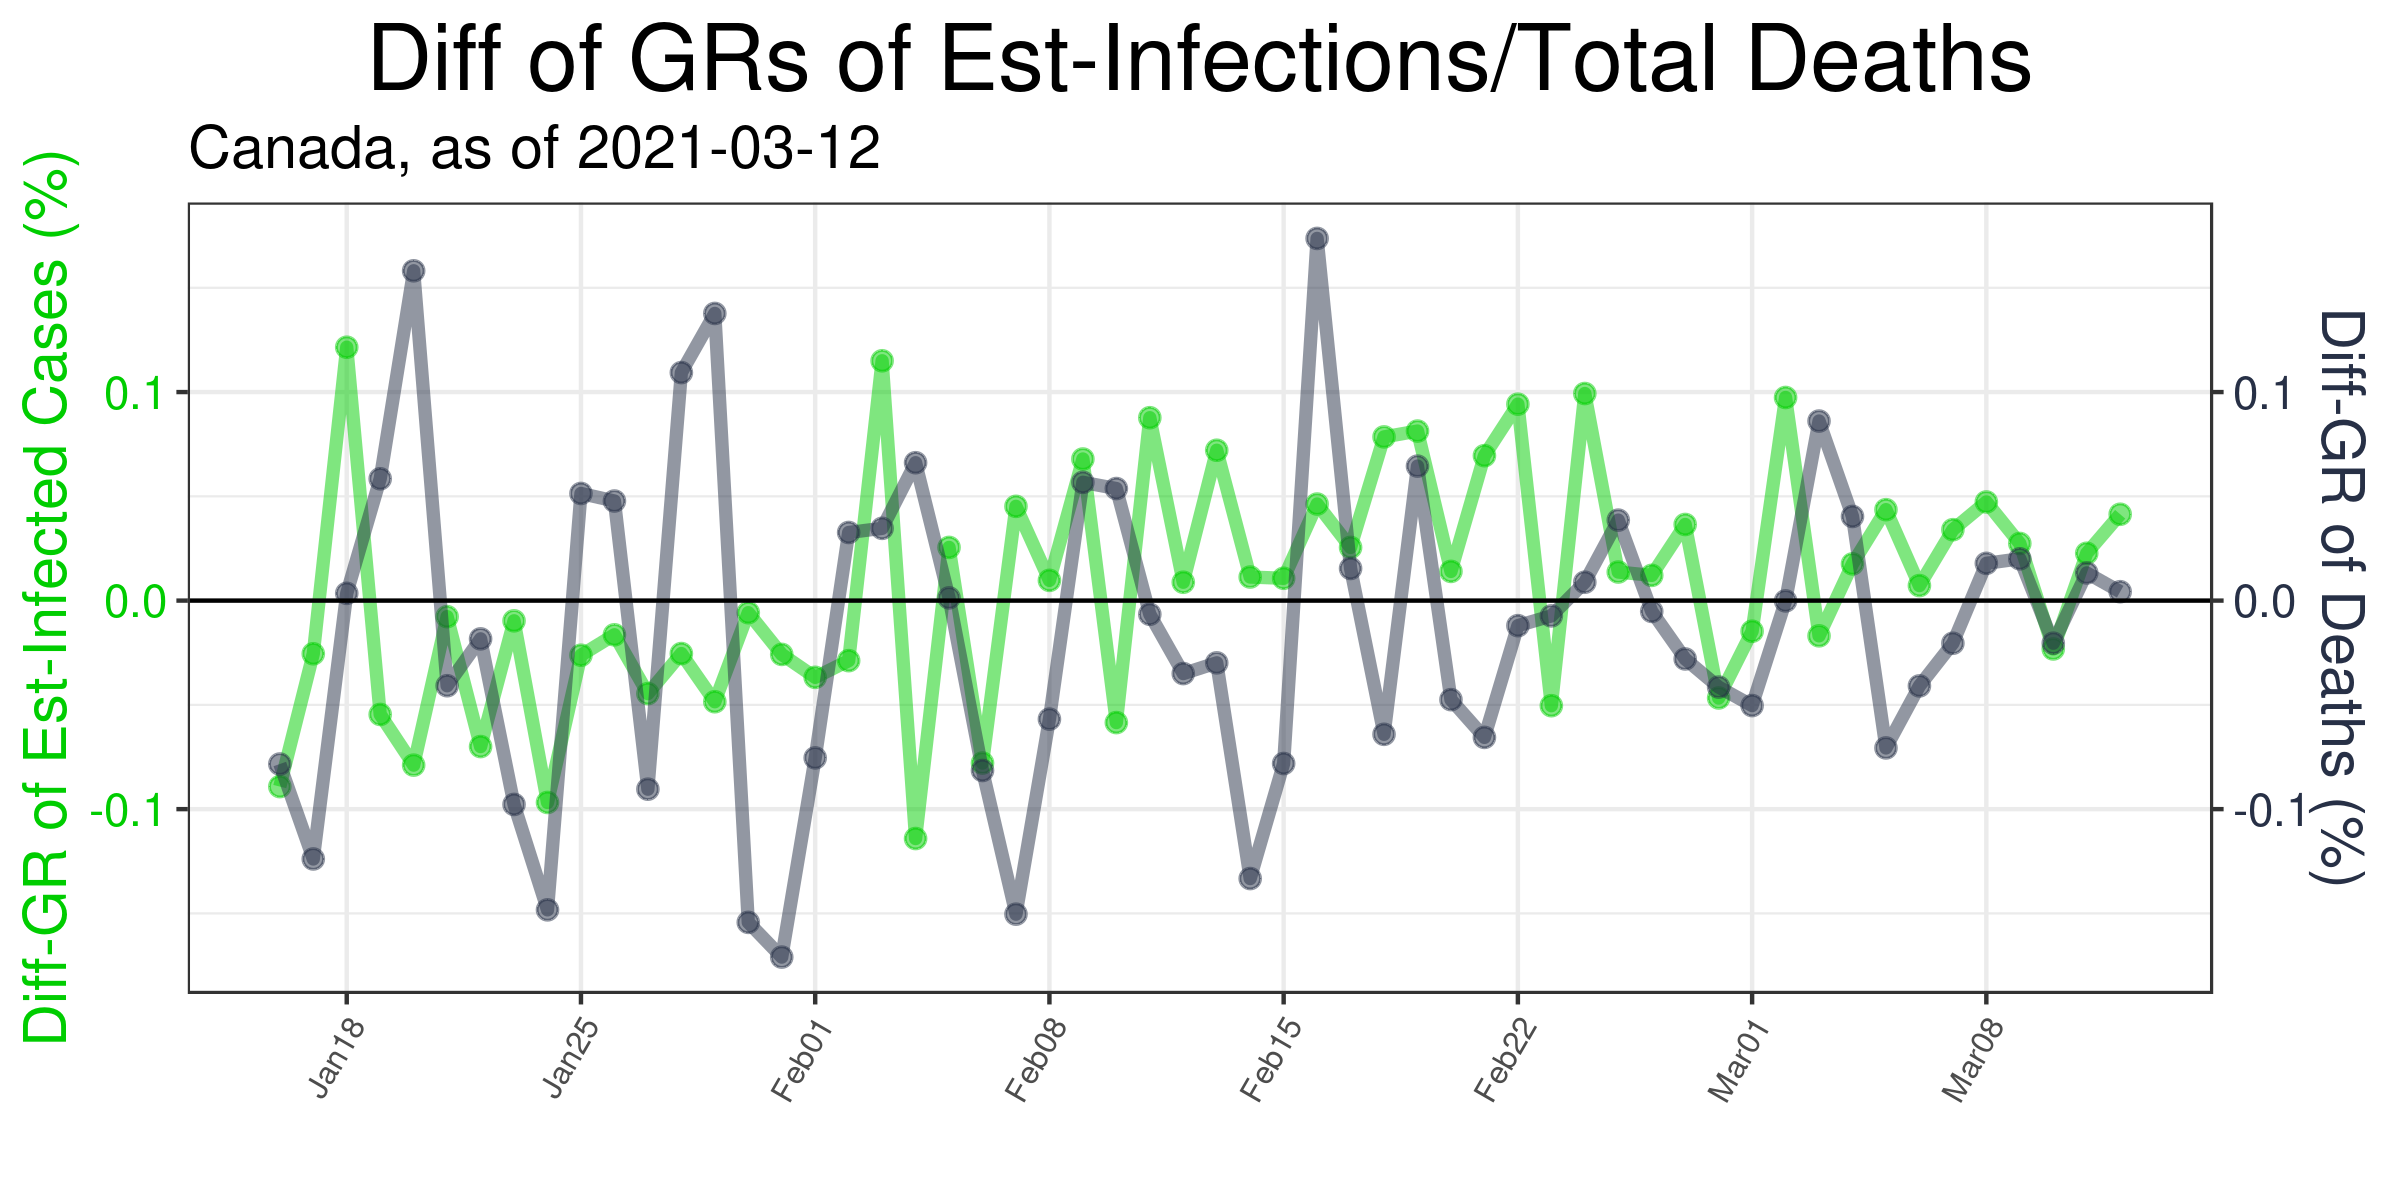 Diff of GRs of Est-Infections/Total Deaths
Canada, as of 2021-03-12
Diff-GR of Est-Infected Cases (%)
0.1
0.0
-0.1
0.1
0.0
-0.1
Diff-GR of Deaths (%)
Jan18
Jan25
Feb01
Feb08
Feb15
Feb22
Mar01
Mar08